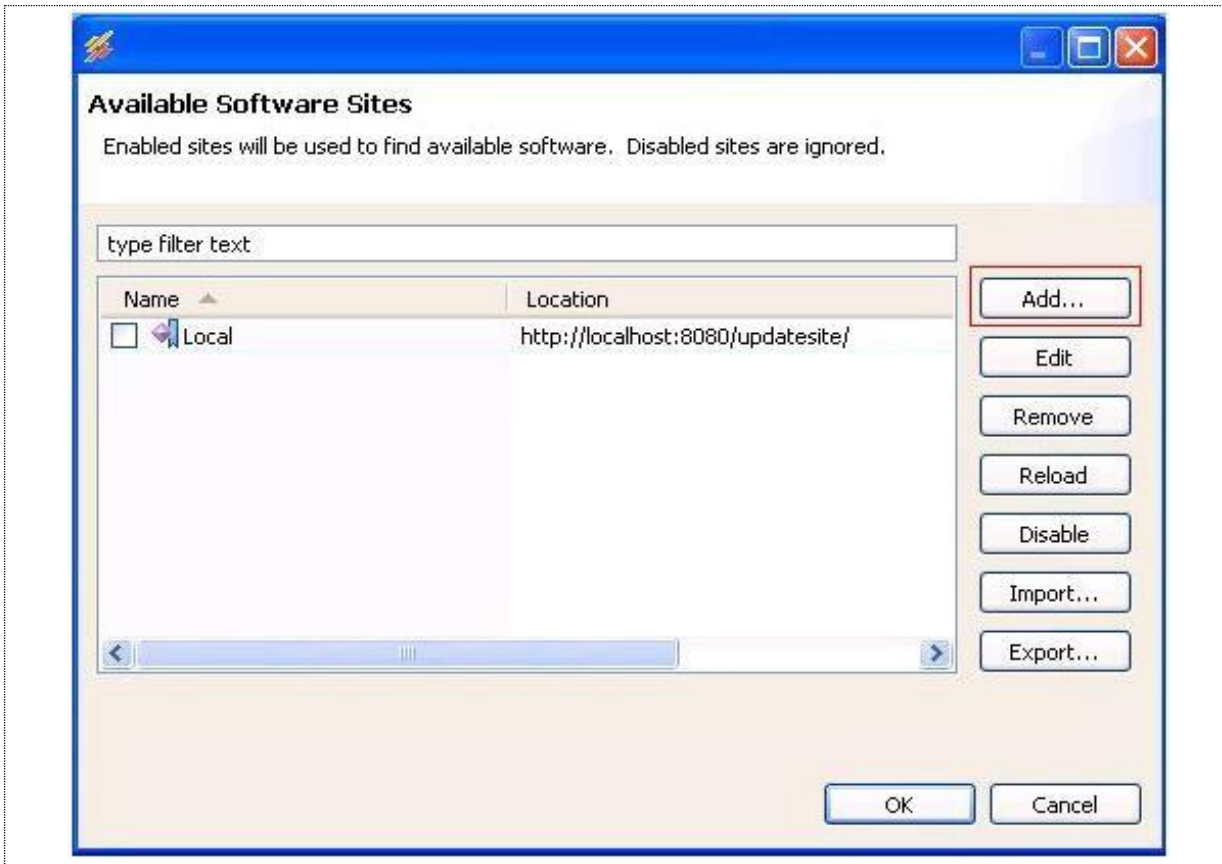 Available Software Sites
Enabled sites will be used to find available software.  Disabled sites are ignored.
type filter text
Name Location
Local http://localhost:8080/updatesite/
Add...
Edit
Remove
Reload
Disable
Import...
Export...
OK Cancel